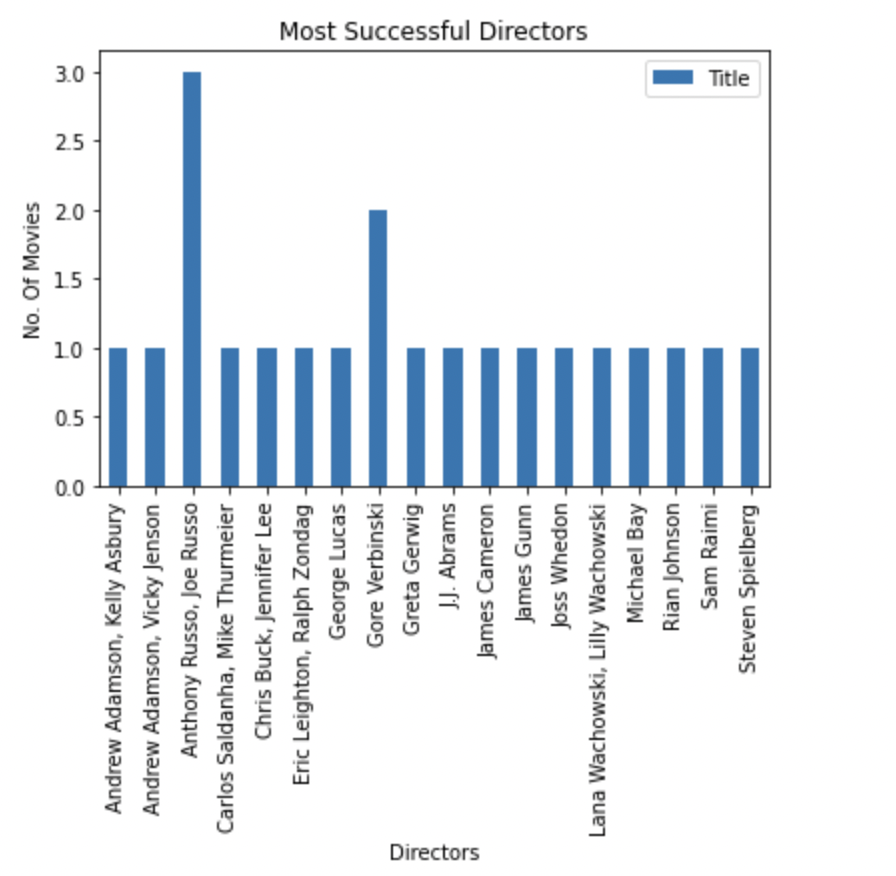 Most Successful Directors
Title
No. Of Movies
3.0
2.5
2.0
1.5
1.0
0.5
0.0
Andrew Adamson, Kelly Asbury
Andrew Adamson, Vicky Jenson
Anthony Russo, Joe Russo
Carlos Saldanha, Mike Thurmeier
Chris Buck, Jennifer Lee
Eric Leighton, Ralph Zondag
George Lucas
Gore Verbinski
Greta Gerwig
J.J. Abrams
James Cameron
James Gunn
Joss Whedon
Lana Wachowski, Lilly Wachowski
Michael Bay
Rian Johnson
Sam Raimi
Steven Spielberg
Directors